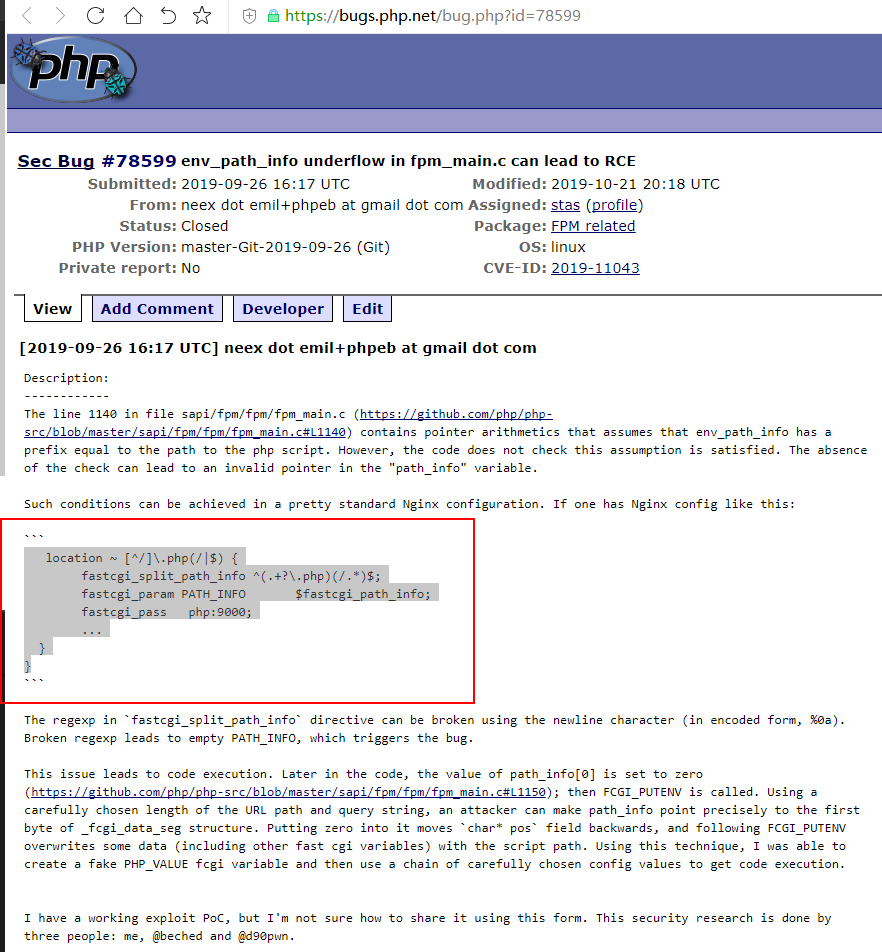 https://bugs.php.net/bug.php?id=78599
php
Sec Bug #78599 env_path_info underflow in fpm_main.c can lead to RCE
Submitted: 2019-09-26 16:17 UTC Modified: 2019-10-21 20:18 UTC
From: neex dot emil+phpeb at gmail dot com Assigned: stas (profile)
Status: Closed Package: FPM related
PHP Version: master-Git-2019-09-26 (Git) OS: linux
Private report: No CVE-ID: 2019-11043
View Add Comment Developer Edit
[2019-09-26 16:17 UTC] neex dot emil+phpeb at gmail dot com
Description:
------------
The line 1140 in file sapi/fpm/fpm/fpm_main.c (https://github.com/php/php-
src/blob/master/sapi/fpm/fpm/fpm_main.c#L1140) contains pointer arithmetics that assumes that env_path_info has a
prefix equal to the path to the php script. However, the code does not check this assumption is satisfied. The absence
of the check can lead to an invalid pointer in the "path_info" variable.
Such conditions can be achieved in a pretty standard Nginx configuration. If one has Nginx config like this:
```
location ~ [^/]\.php(/|$) {
fastcgi_split_path_info ^(.+?\.php)(/.*)$;
fastcgi_param PATH_INFO $fastcgi_path_info;
fastcgi_pass php:9000;
...
}
}
```
The regexp in `fastcgi_split_path_info` directive can be broken using the newline character (in encoded form, %0a).
Broken regexp leads to empty PATH_INFO, which triggers the bug.
This issue leads to code execution. Later in the code, the value of path_info[0] is set to zero
(https://github.com/php/php-src/blob/master/sapi/fpm/fpm/fpm_main.c#L1150); then FCGI_PUTENV is called. Using a
carefully chosen length of the URL path and query string, an attacker can make path_info point precisely to the first
byte of _fcgi_data_seg structure. Putting zero into it moves `char* pos` field backwards, and following FCGI_PUTENV
overwrites some data (including other fast cgi variables) with the script path. Using this technique, I was able to
create a fake PHP_VALUE fcgi variable and then use a chain of carefully chosen config values to get code execution.
I have a working exploit PoC, but I'm not sure how to share it using this form. This security research is done by
three people: me, @beched and @d90pwn.